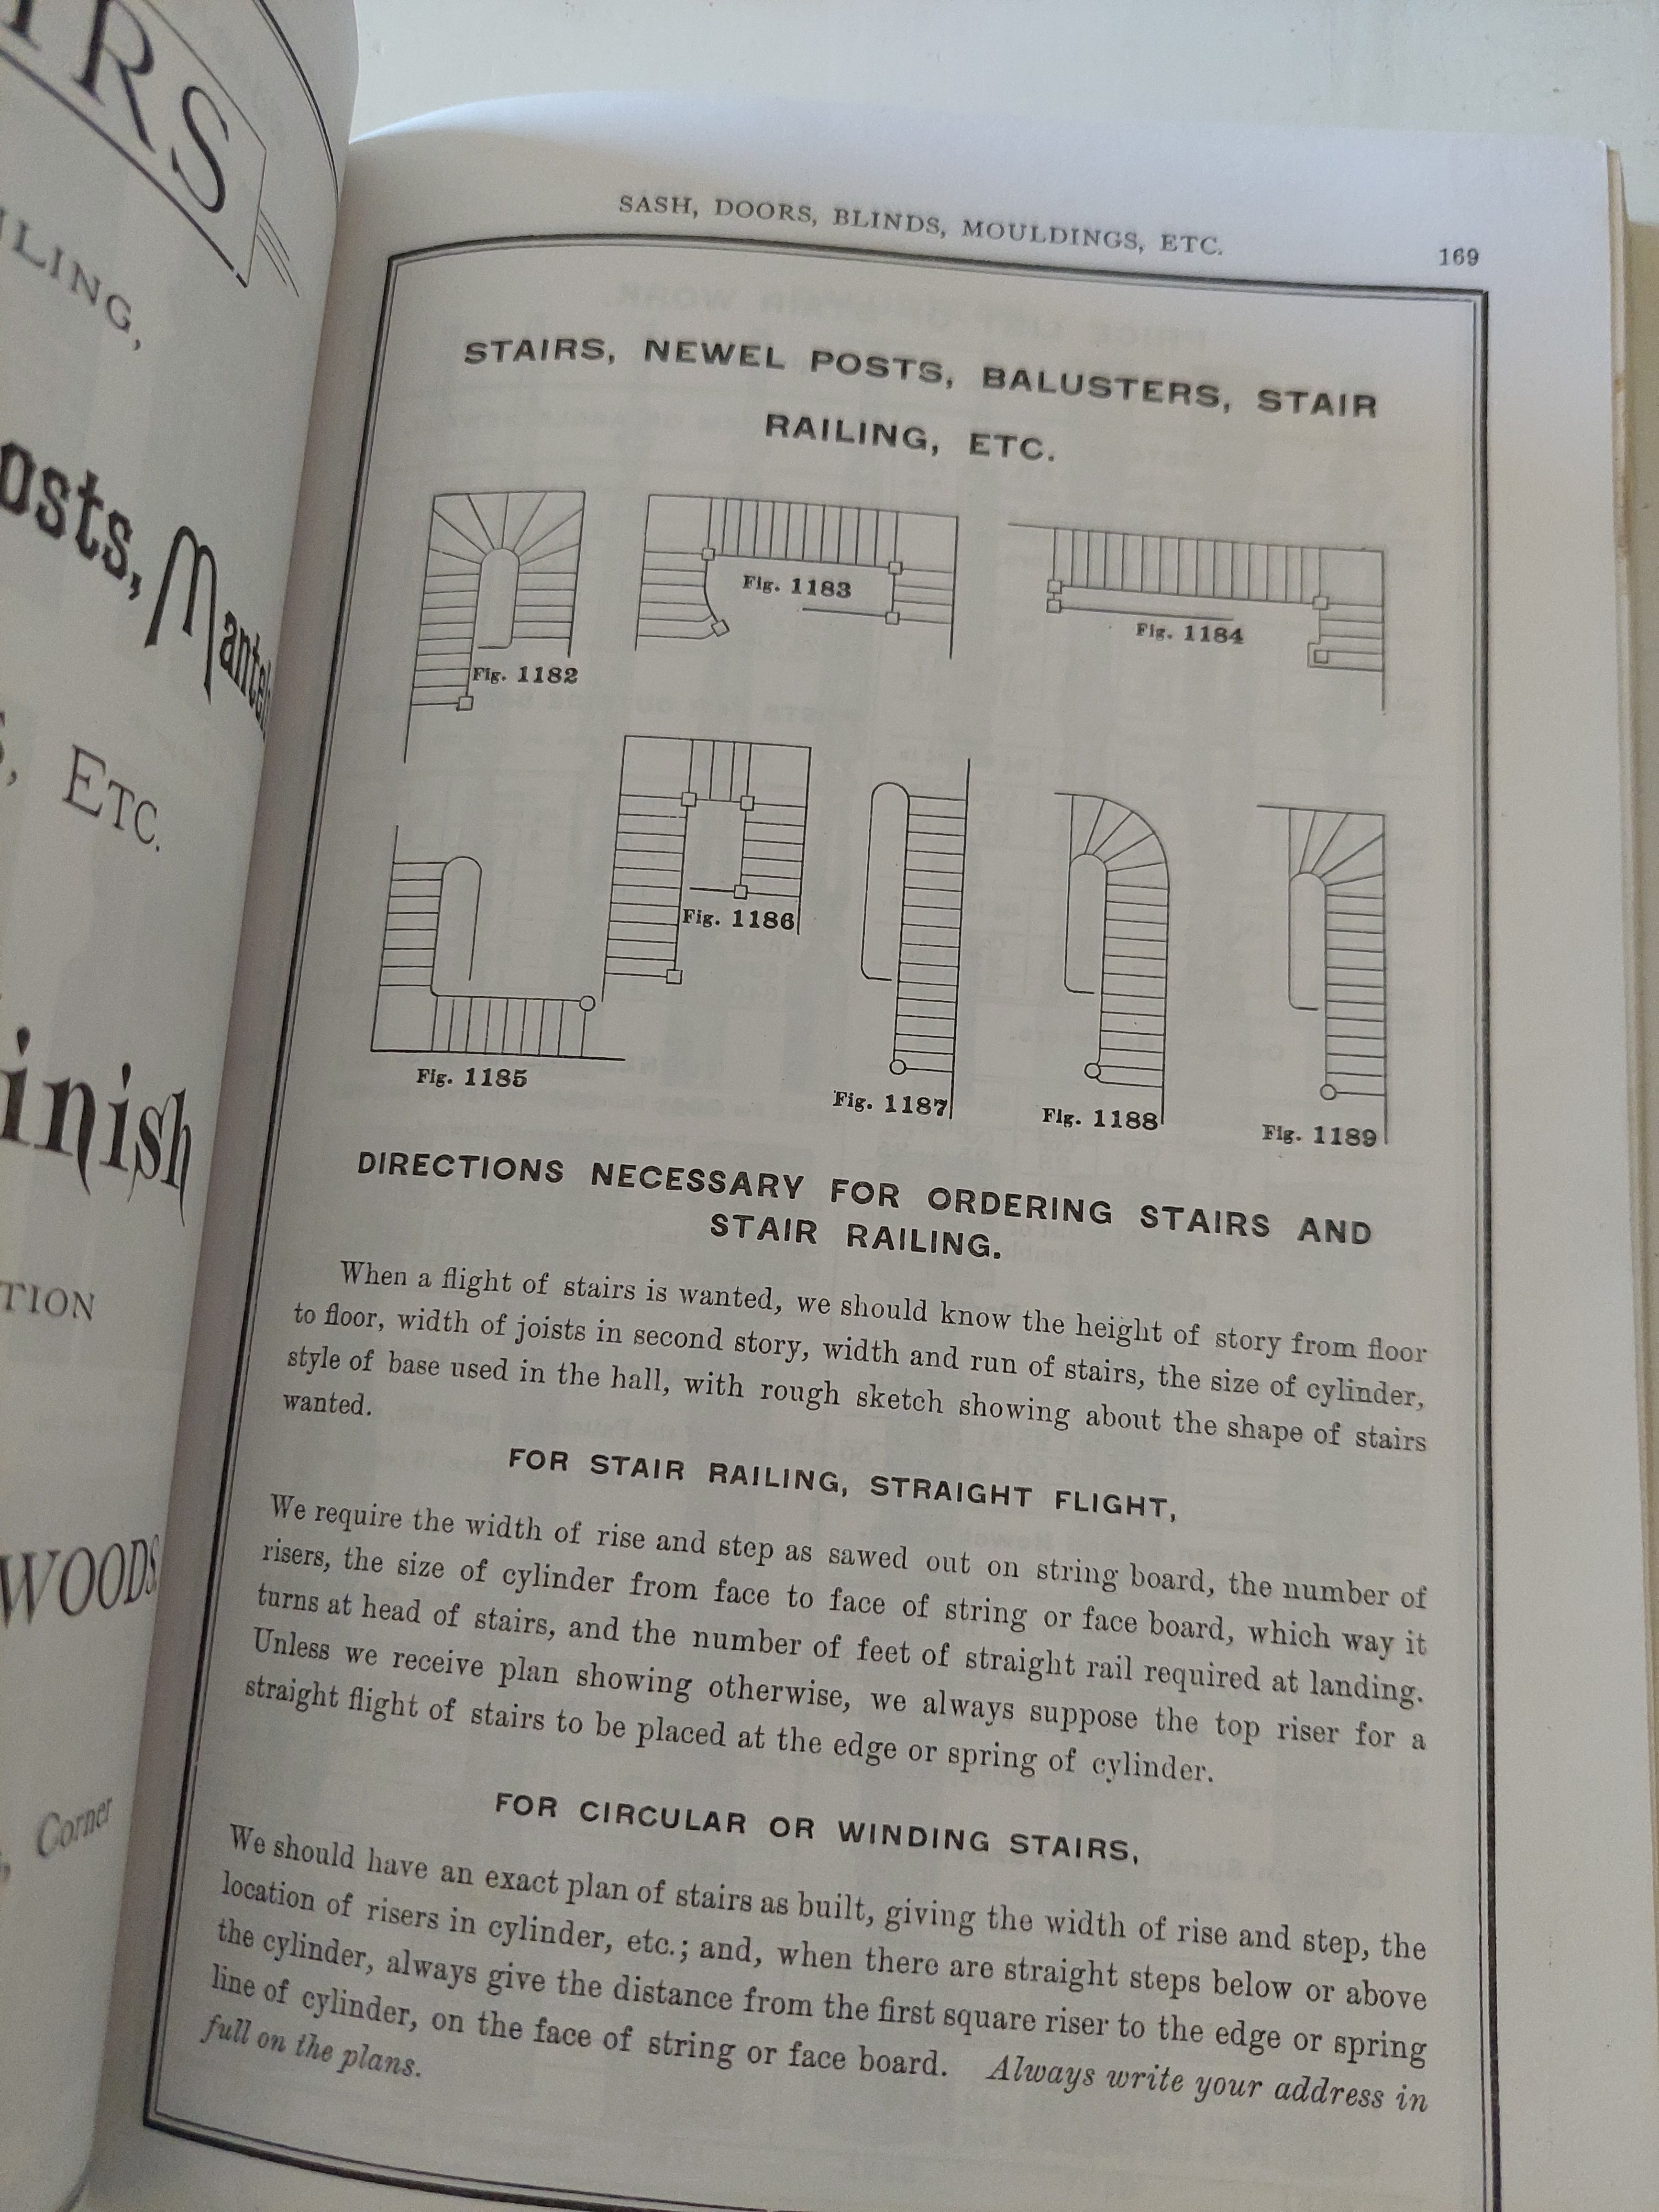 RS
LING,
osts, Mantel
, ETC.
inish
TION
WOODS
, Corner
SASH, DOORS, BLINDS, MOULDINGS, ETC.
169
STAIRS, NEWEL POSTS, BALUSTERS, STAIR
RAILING, ETC.
Fig. 1182
Fig. 1183
Fig. 1184
Fig. 1185
Fig. 1186
Fig. 1187
Fig. 1188
Fig. 1189
DIRECTIONS NECESSARY FOR ORDERING STAIRS AND
STAIR RAILING.
When a flight of stairs is wanted, we should know the height of story from floor
to floor, width of joists in second story, width and run of stairs, the size of cylinder,
style of base used in the hall, with rough sketch showing about the shape of stairs
wanted.
FOR STAIR RAILING, STRAIGHT FLIGHT,
We require the width of rise and step as sawed out on string board, the number of
risers, the size of cylinder from face to face of string or face board, which way it
turns at head of stairs, and the number of feet of straight rail required at landing.
Unless we receive plan showing otherwise, we always suppose the top riser for a
straight flight of stairs to be placed at the edge or spring of cylinder.
FOR CIRCULAR OR WINDING STAIRS,
We should have an exact plan of stairs as built, giving the width of rise and step, the
location of risers in cylinder, etc.; and, when there are straight steps below or above
the cylinder, always give the distance from the first square riser to the edge or spring
line of cylinder, on the face of string or face board. Always write your address in
full on the plans.